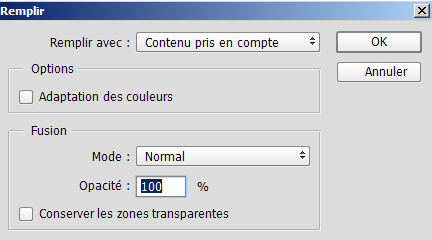 Remplir
Remplir avec : Contenu pris en compte OK
Options Annuler
Adaptation des couleurs
Fusion
Mode : Normal
Opacité : 100 %
Conserver les zones transparentes